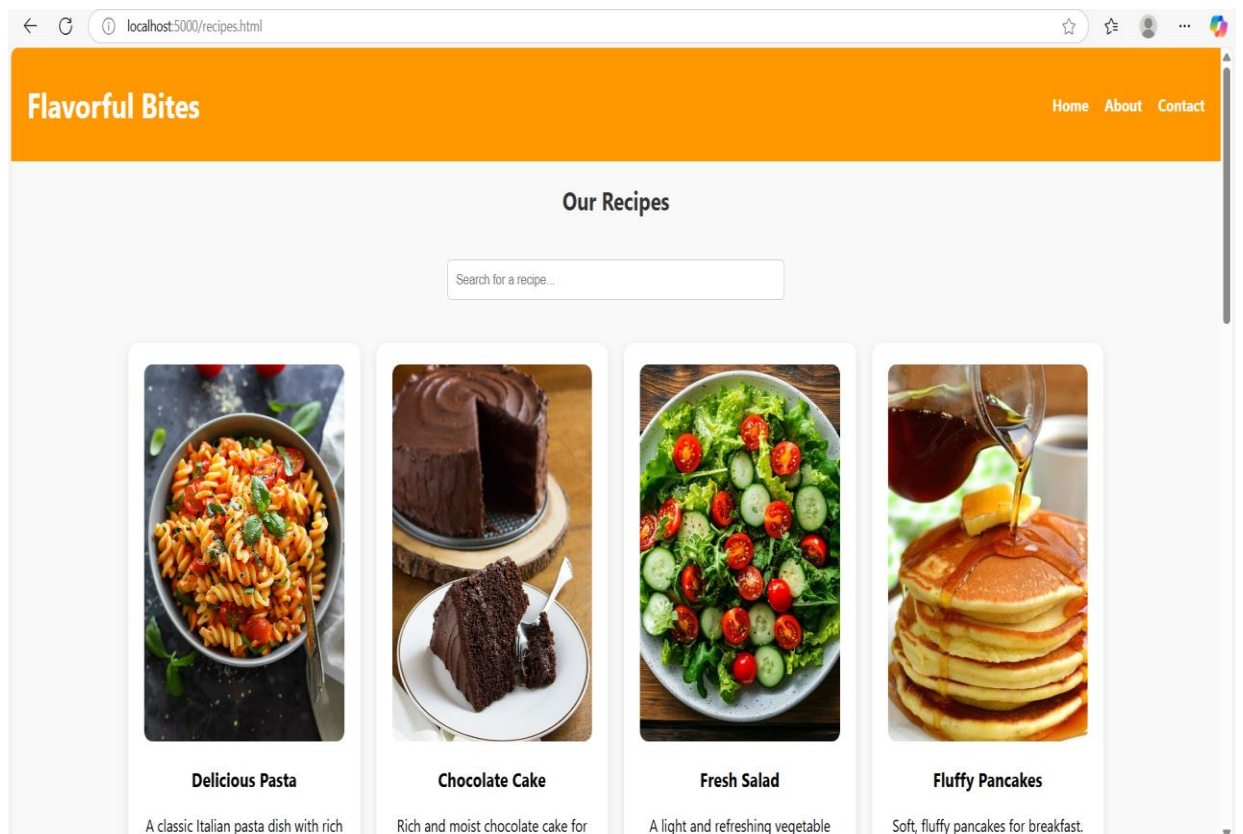 localhost:5000/recipes.html
Flavorful Bites
Home About Contact
Our Recipes
Search for a recipe...
Delicious Pasta
Chocolate Cake
Fresh Salad
Fluffy Pancakes
A classic Italian pasta dish with rich
Rich and moist chocolate cake for
A light and refreshing vegetable
Soft, fluffy pancakes for breakfast.